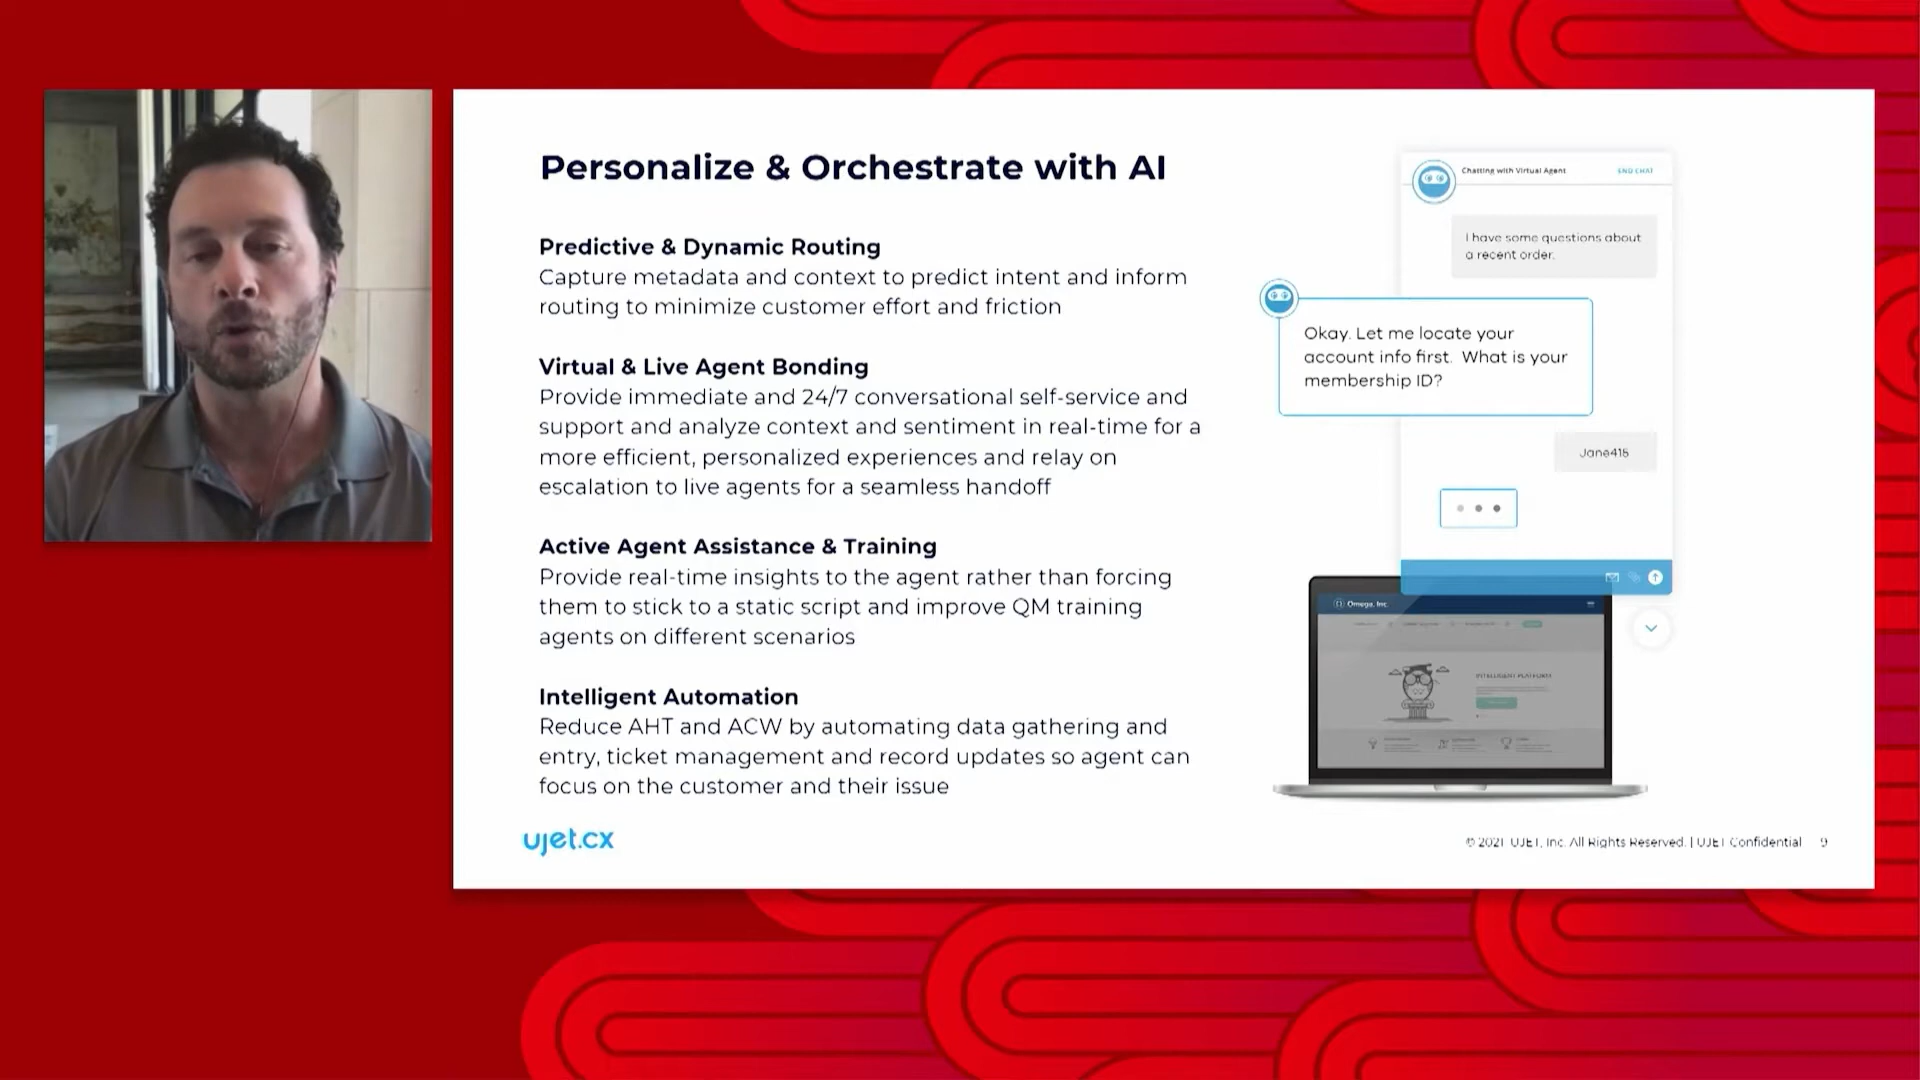 Personalize & Orchestrate with AI
Predictive & Dynamic Routing
Capture metadata and context to predict intent and inform
routing to minimize customer effort and friction
Virtual & Live Agent Bonding
Provide immediate and 24/7 conversational self-service and
support and analyze context and sentiment in real-time for a
more efficient, personalized experiences and relay on
escalation to live agents for a seamless handoff
Active Agent Assistance & Training
Provide real-time insights to the agent rather than forcing
them to stick to a static script and improve QM training
agents on different scenarios
Intelligent Automation
Reduce AHT and ACW by automating data gathering and
entry, ticket management and record updates so agent can
focus on the customer and their issue
Chatting with Virtual Agent
END CHAT
I have some questions about
a recent order.
Okay. Let me locate your
account info first. What is your
membership ID?
Jane415
Omega, Inc.
INTELLIGENT PLATFORM
ujet.cx
© 2021 UJET, Inc. All Rights Reserved. | UJET Confidential 9